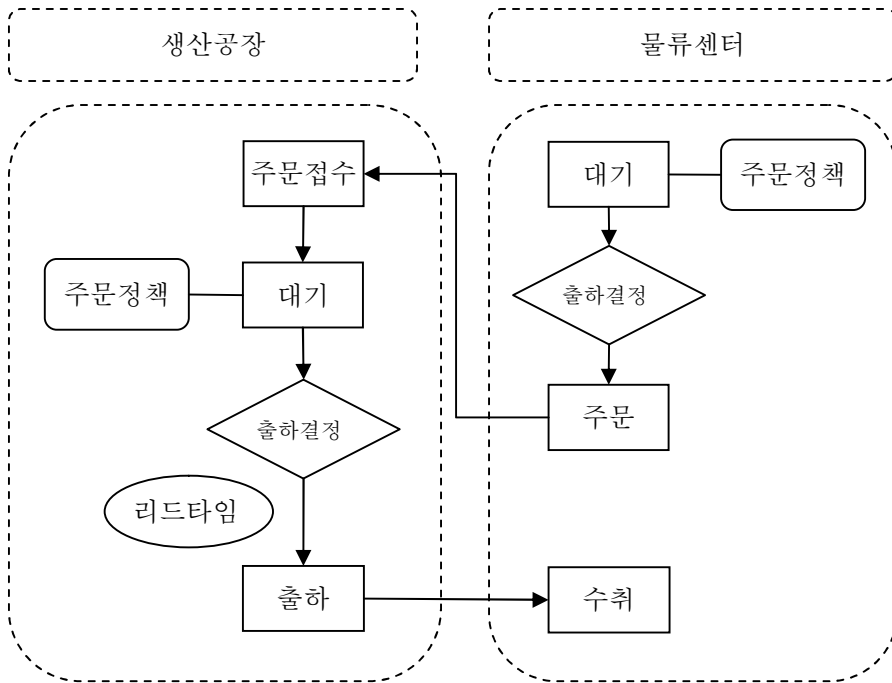 생산공장
물류센터
주문접수
대기
주문정책
출하결정
리드타임
출하
대기
주문정책
출하결정
주문
수취